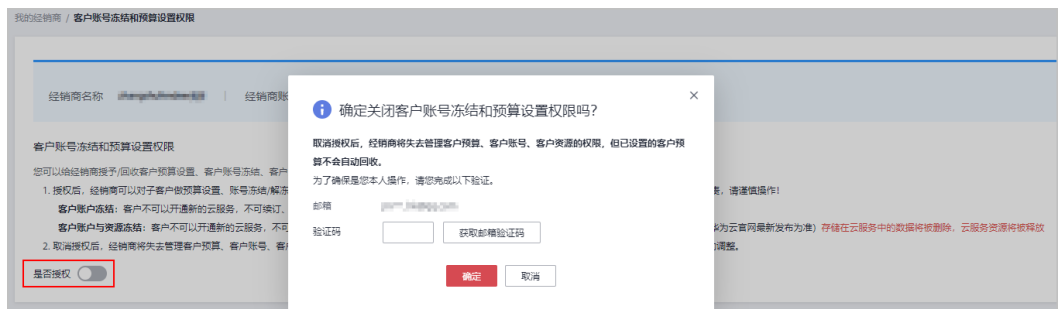 我的经销商 / 客户账号冻结和预算设置权限
经销商名称
经销商账
确定关闭客户账号冻结和预算设置权限吗？
取消授权后，经销商将失去管理客户预算、客户账号、客户资源的权限，但已设置的客户预
算不会自动回收。
为了确保是您本人操作，请您完成以下验证。
邮箱
验证码
获取邮箱验证码
确定
取消
客户账号冻结和预算设置权限
您可以给经销商授予/回收客户预算设置、客户账号冻结、客户
1. 授权后，经销商可以对子客户做预算设置、账号冻结/解冻
，请谨慎操作！
客户账户冻结：客户不可以开通新的云服务，不可续订、
客户账户与资源冻结：客户不可以开通新的云服务，不可
为云官网最新发布为准）存储在云服务中的数据将被删除，云服务资源将被释放
2. 取消授权后，经销商将失去管理客户预算、客户账号、客
调整。
是否授权